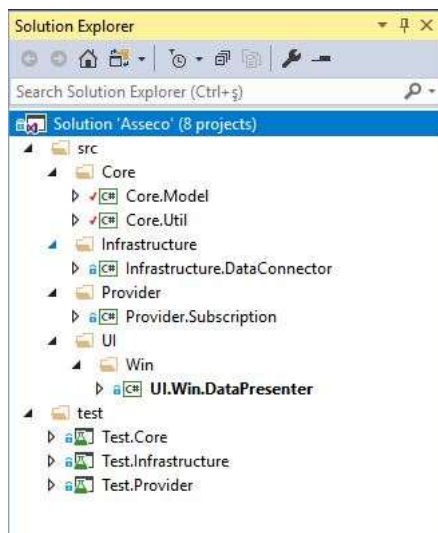 Solution Explorer
Search Solution Explorer (Ctrl+ş)
Solution 'Asseco' (8 projects)
src
Core
C# Core.Model
C# Core.Util
Infrastructure
C# Infrastructure.DataConnector
Provider
C# Provider.Subscription
UI
Win
C# UI.Win.DataPresenter
test
Test.Core
Test.Infrastructure
Test.Provider